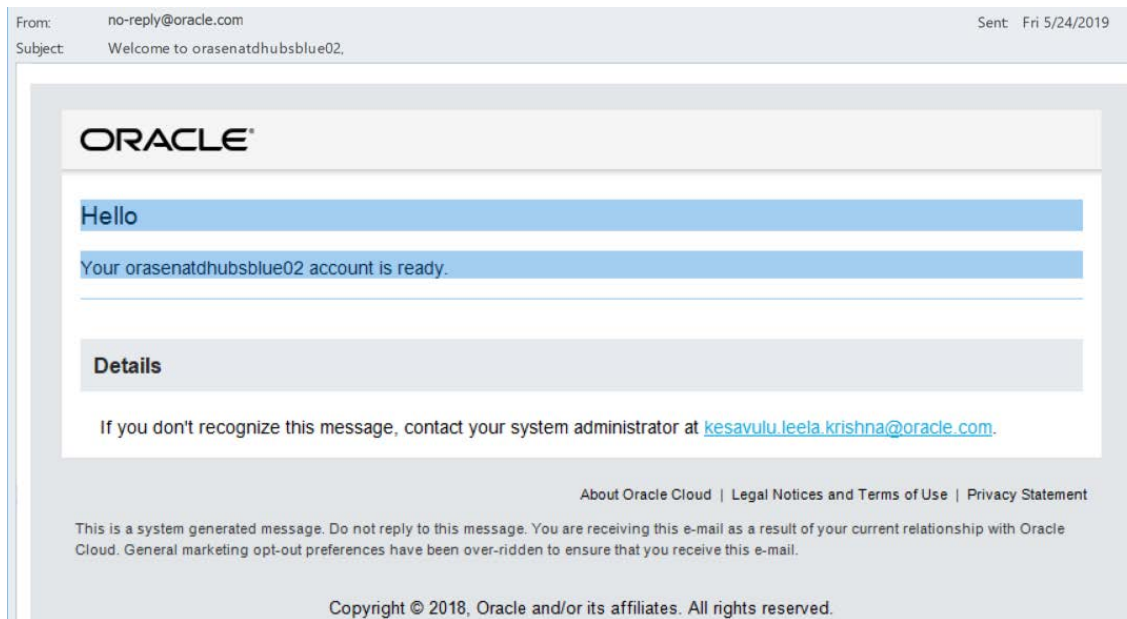 From: no-reply@oracle.com Sent: Fri 5/24/2019
Subject: Welcome to orasenatdhubsblue02,
ORACLE®
Hello
Your orasenatdhubsblue02 account is ready.
Details
If you don't recognize this message, contact your system administrator at kesavulu.leela.krishna@oracle.com.
About Oracle Cloud | Legal Notices and Terms of Use | Privacy Statement
This is a system generated message. Do not reply to this message. You are receiving this e-mail as a result of your current relationship with Oracle
Cloud. General marketing opt-out preferences have been over-ridden to ensure that you receive this e-mail.
Copyright © 2018, Oracle and/or its affiliates. All rights reserved.